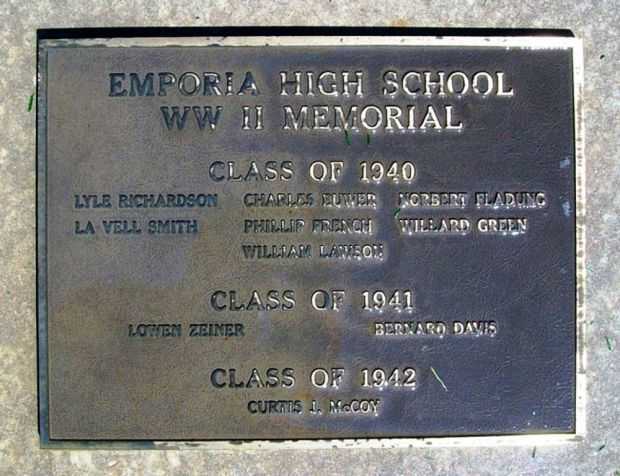 EMPORIA HIGH SCHOOL
WW II MEMORIAL
CLASS OF 1940
LYLE RICHARDSON CHARLES EUWER NORBERT FLADUNG
LA VELL SMITH PHILLIP FRENCH WILLARD GREEN
WILLIAM LAWSON
CLASS OF 1941
LOWEN ZEINER BERNARD DAVIS
CLASS OF 1942
CURTIS J. McCOY